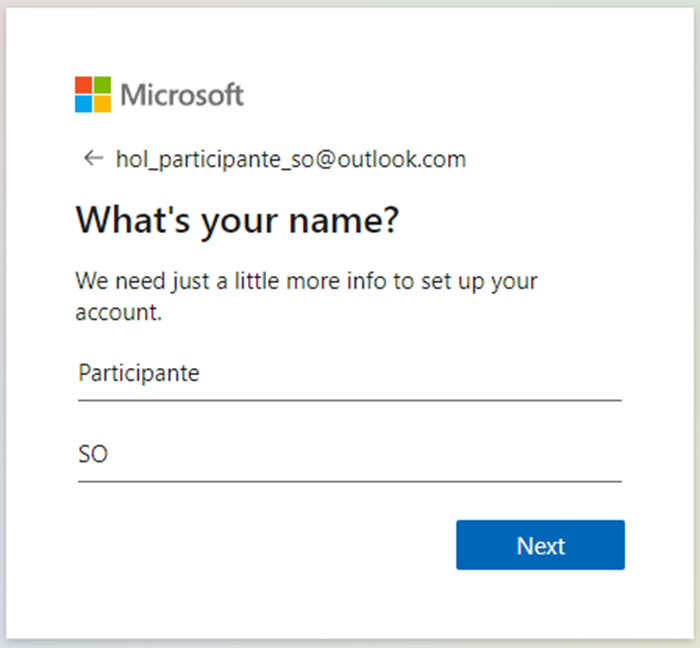 Microsoft
← hol_participante_so@outlook.com
What's your name?
We need just a little more info to set up your
account.
Participante
SO
Next